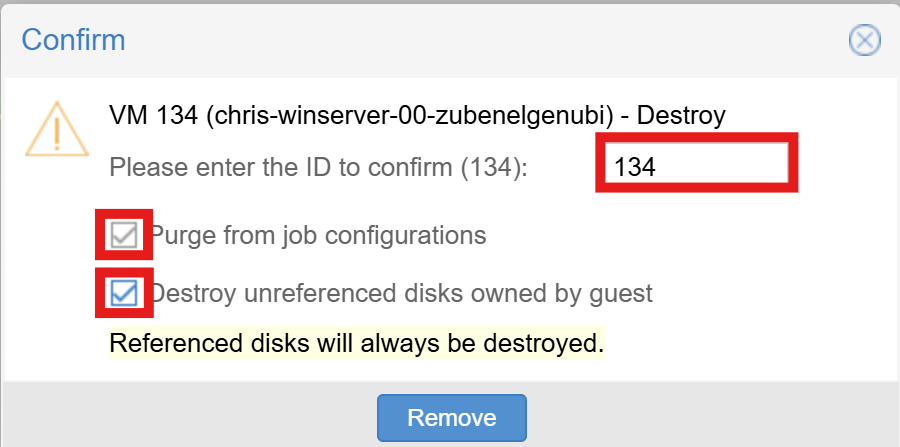 Confirm
VM 134 (chris-winserver-00-zubenelgenubi) - Destroy
Please enter the ID to confirm (134): 134
Purge from job configurations
Destroy unreferenced disks owned by guest
Referenced disks will always be destroyed.
Remove